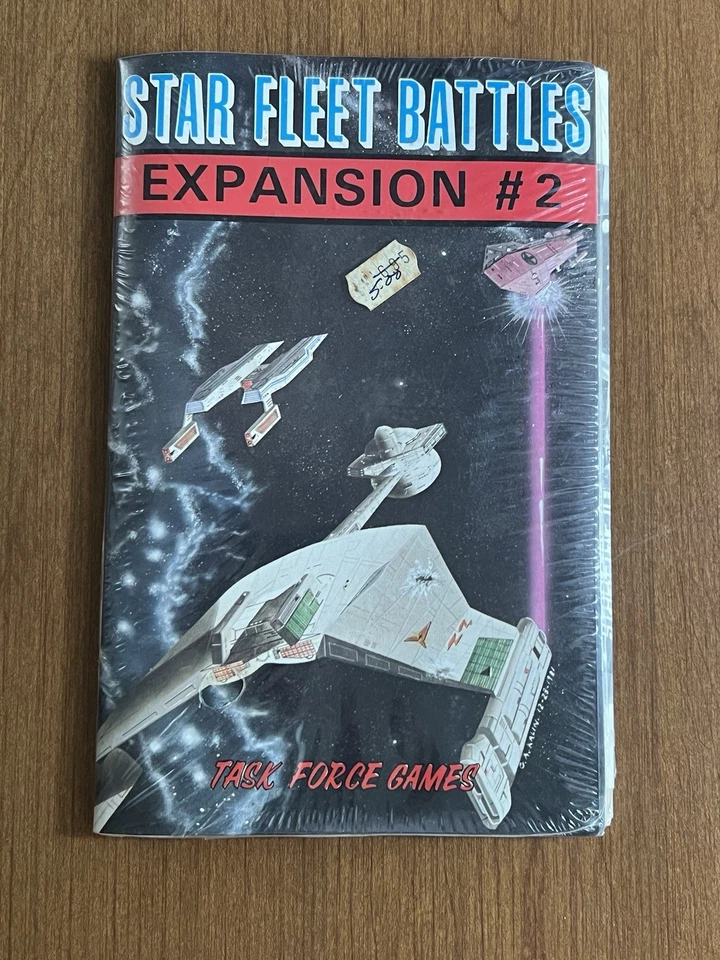 STAR FLEET BATTLES
EXPANSION #2
TASK FORCE GAMES